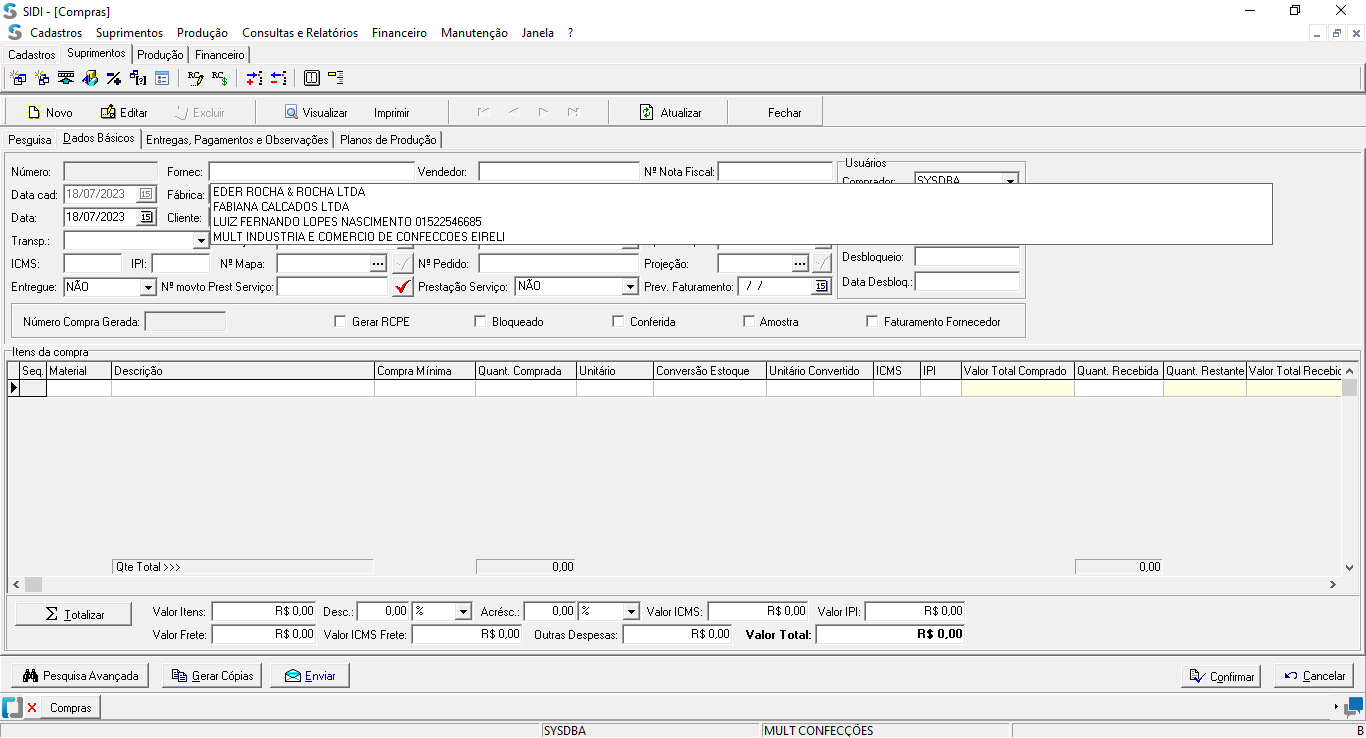 SIDI - [Compras]
Cadastros Suprimentos Produção Consultas e Relatórios Financeiro Manutenção Janela ?
Cadastros Suprimentos Produção Financeiro
Novo Editar Excluir Visualizar Imprimir Atualizar Fechar
Pesquisa Dados Básicos Entregas, Pagamentos e Observações Planos de Produção
Usuários
Número: Fornec: Vendedor: Nº Nota Fiscal:
Comprador: SYSDBA
Data cad: 18/07/2023 15 Fábrica:
EDER ROCHA & ROCHA LTDA
FABIANA CALCADOS LTDA
Data: 18/07/2023 15 Cliente:
LUIZ FERNANDO LOPES NASCIMENTO 01522546685
MULT INDUSTRIA E COMERCIO DE CONFECCOES EIRELI
Transp.:
Desbloqueio:
ICMS: IPI: Nº Mapa: ... Nº Pedido: Projeção: ...
Data Desbloq.:
Entregue: NÃO Nº movto Prest Serviço: Prestação Serviço: NÃO Prev. Faturamento: / / 15
Número Compra Gerada: Gerar RCPE Bloqueado Conferida Amostra Faturamento Fornecedor
Itens da compra
Seq. Material Descrição Compra Mínima Quant. Comprada Unitário Conversão Estoque Unitário Convertido ICMS IPI Valor Total Comprado Quant. Recebida Quant. Restante Valor Total Recebic
Qte Total >>> 0,00 0,00
Totalizar Valor Itens: R$ 0,00 Desc.: 0,00 % Acrésc.: 0,00 % Valor ICMS: R$ 0,00 Valor IPI: R$ 0,00
Valor Frete: R$ 0,00 Valor ICMS Frete: R$ 0,00 Outras Despesas: R$ 0,00 Valor Total: R$ 0,00
Pesquisa Avançada Gerar Cópias Enviar Confirmar Cancelar
Compras
SYSDBA MULT CONFECÇÕES B